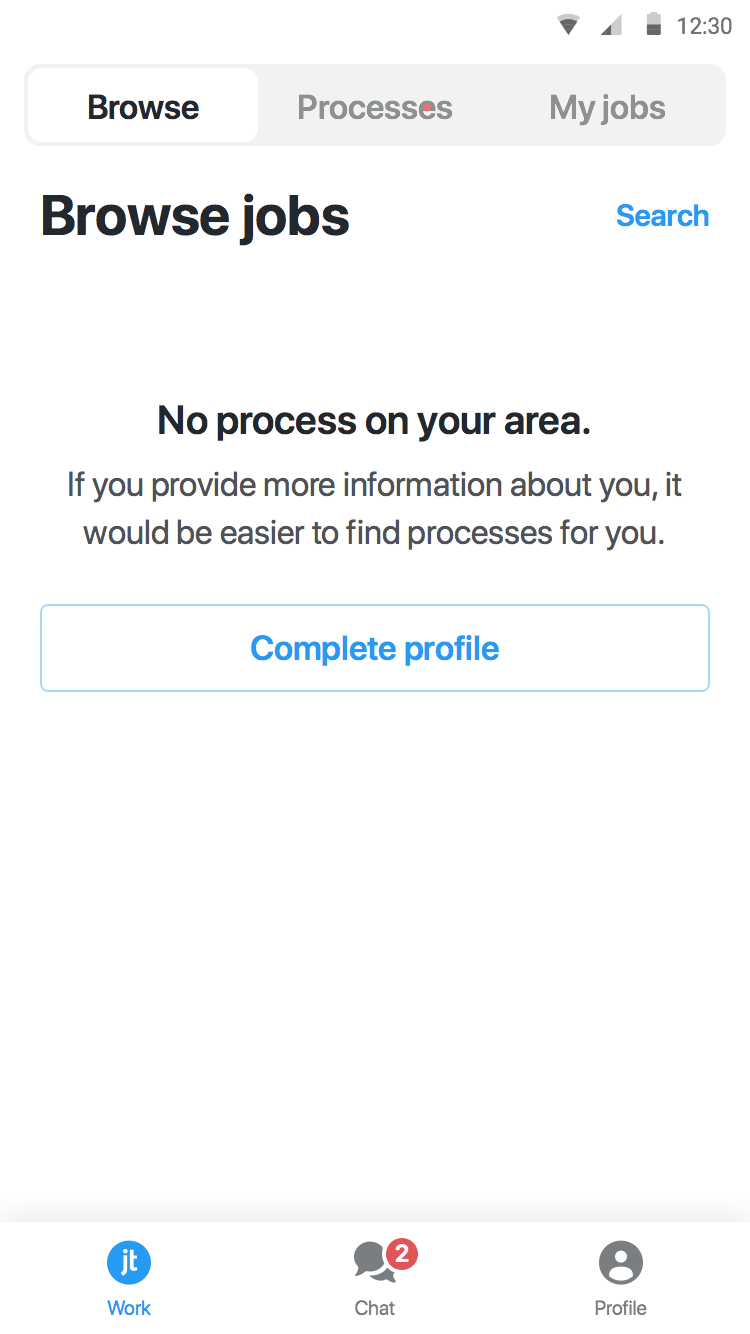 12:30
Browse Processes My jobs
Browse jobs Search
No process on your area.
If you provide more information about you, it
would be easier to find processes for you.
Complete profile
jt 2
Work Chat Profile